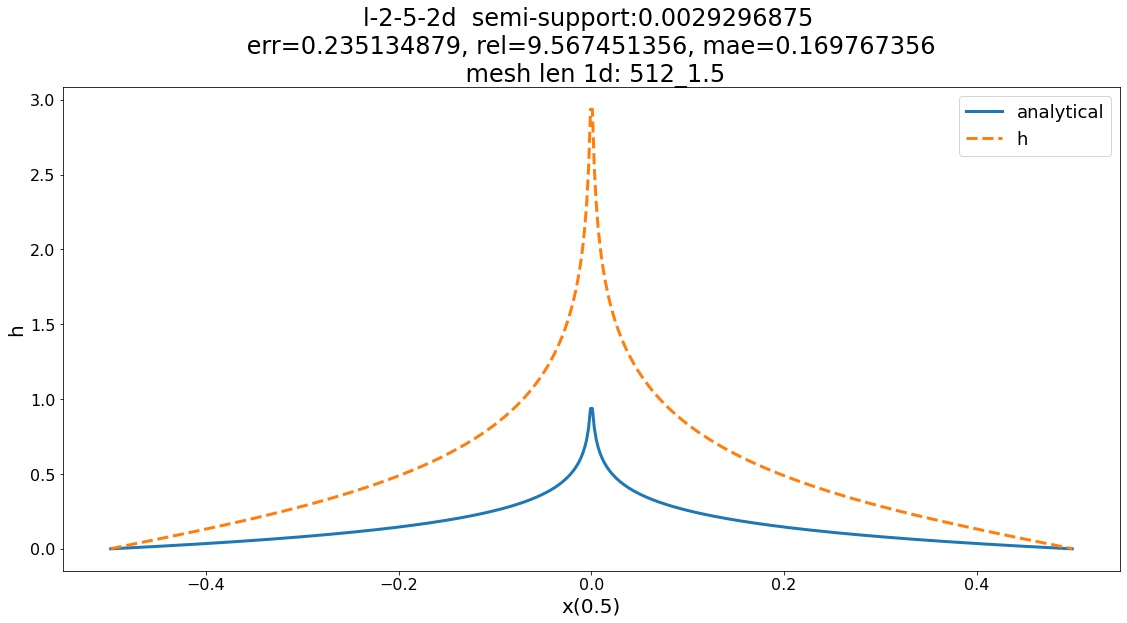 l-2-5-2d  semi-support:0.0029296875
err=0.235134879, rel=9.567451356, mae=0.169767356
mesh len 1d: 512_1.5
analytical
h
3.0
2.5
2.0
1.5
1.0
0.5
0.0
h
−0.4
−0.2
0.0
0.2
0.4
x(0.5)